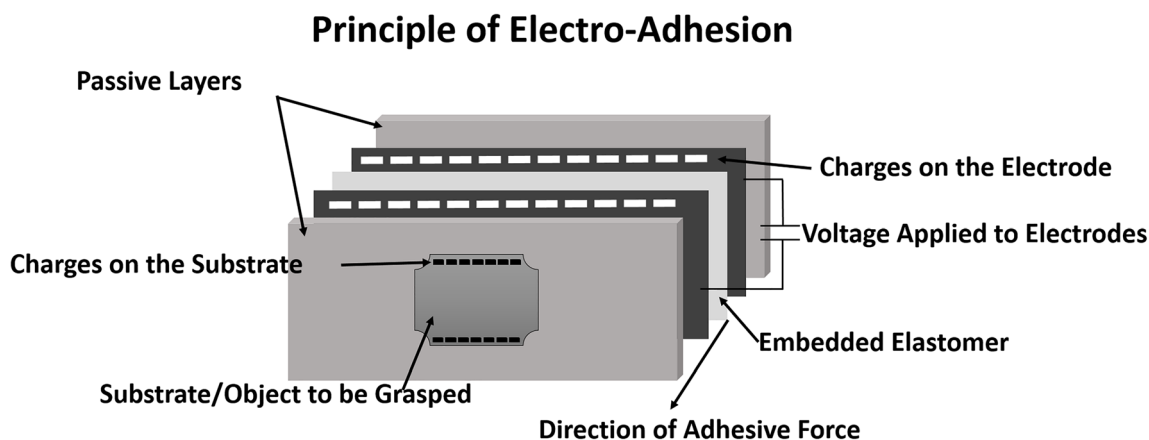 Principle of Electro-Adhesion
Passive Layers
Charges on the Electrode
Voltage Applied to Electrodes
Charges on the Substrate
Embedded Elastomer
Substrate/Object to be Grasped
Direction of Adhesive Force